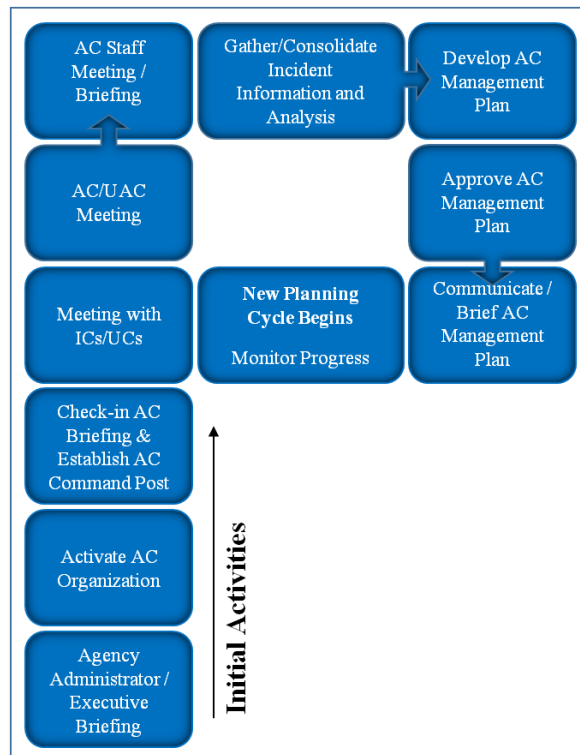 AC Staff
Meeting /
Briefing
Gather/Consolidate
Incident
Information and
Analysis
Develop AC
Management
Plan
AC/UAC
Meeting
Approve AC
Management
Plan
Meeting with
ICs/UCs
New Planning
Cycle Begins
Monitor Progress
Communicate /
Brief AC
Management
Plan
Check-in AC
Briefing &
Establish AC
Command Post
Activate AC
Organization
Agency
Administrator /
Executive
Briefing
Initial Activities